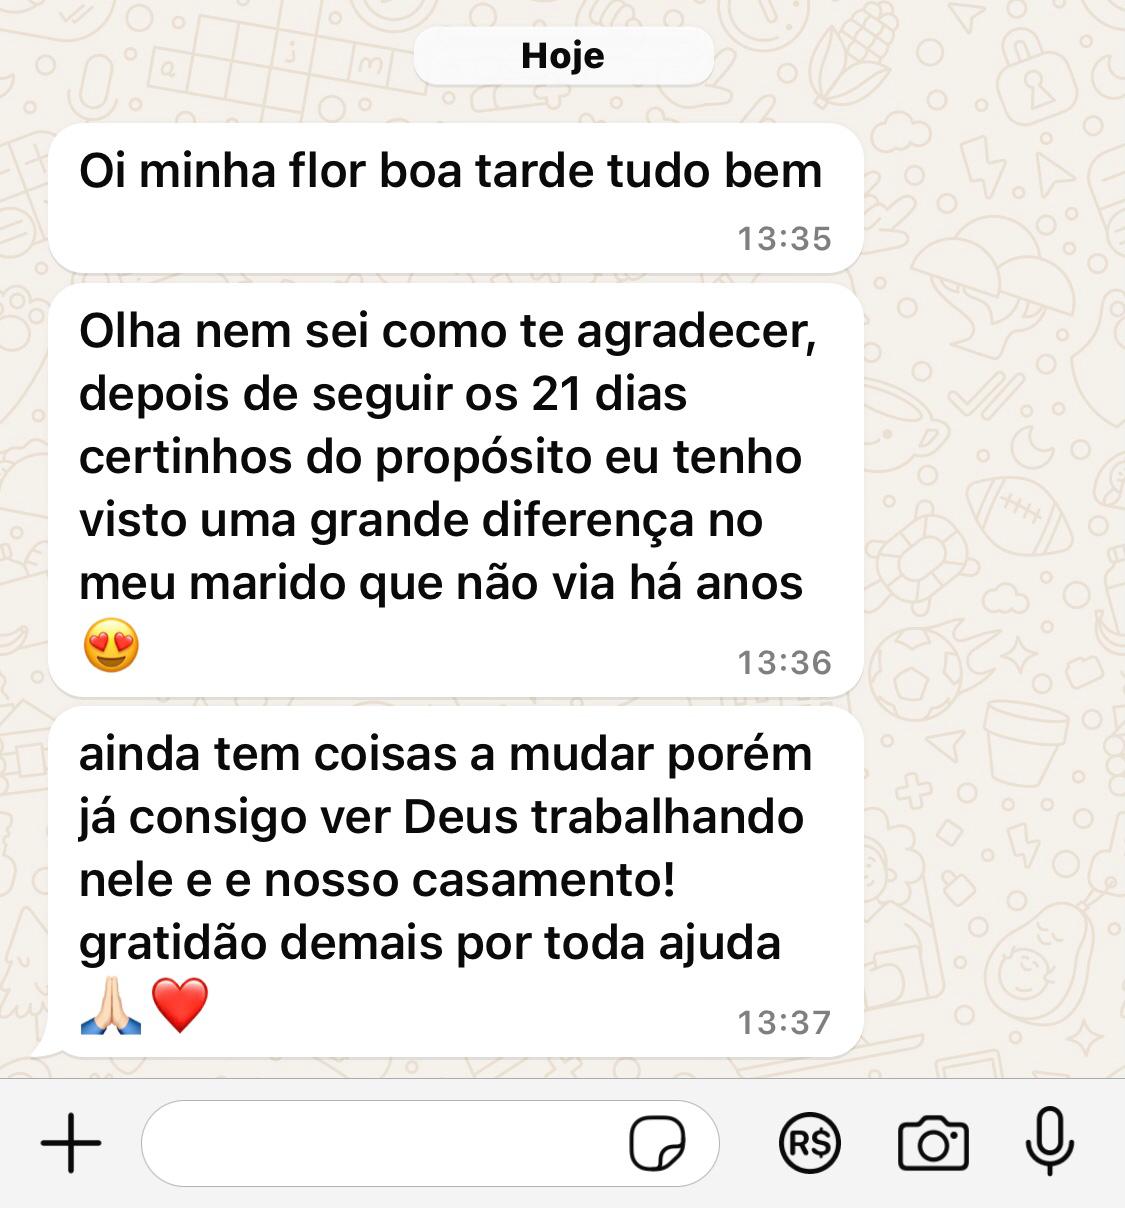 Hoje
Oi minha flor boa tarde tudo bem
13:35
Olha nem sei como te agradecer,
depois de seguir os 21 dias
certinhos do propósito eu tenho
visto uma grande diferença no
meu marido que não via há anos
😍
13:36
ainda tem coisas a mudar porém
já consigo ver Deus trabalhando
nele e e nosso casamento!
gratidão demais por toda ajuda
🙏🏻❤️
13:37
R$